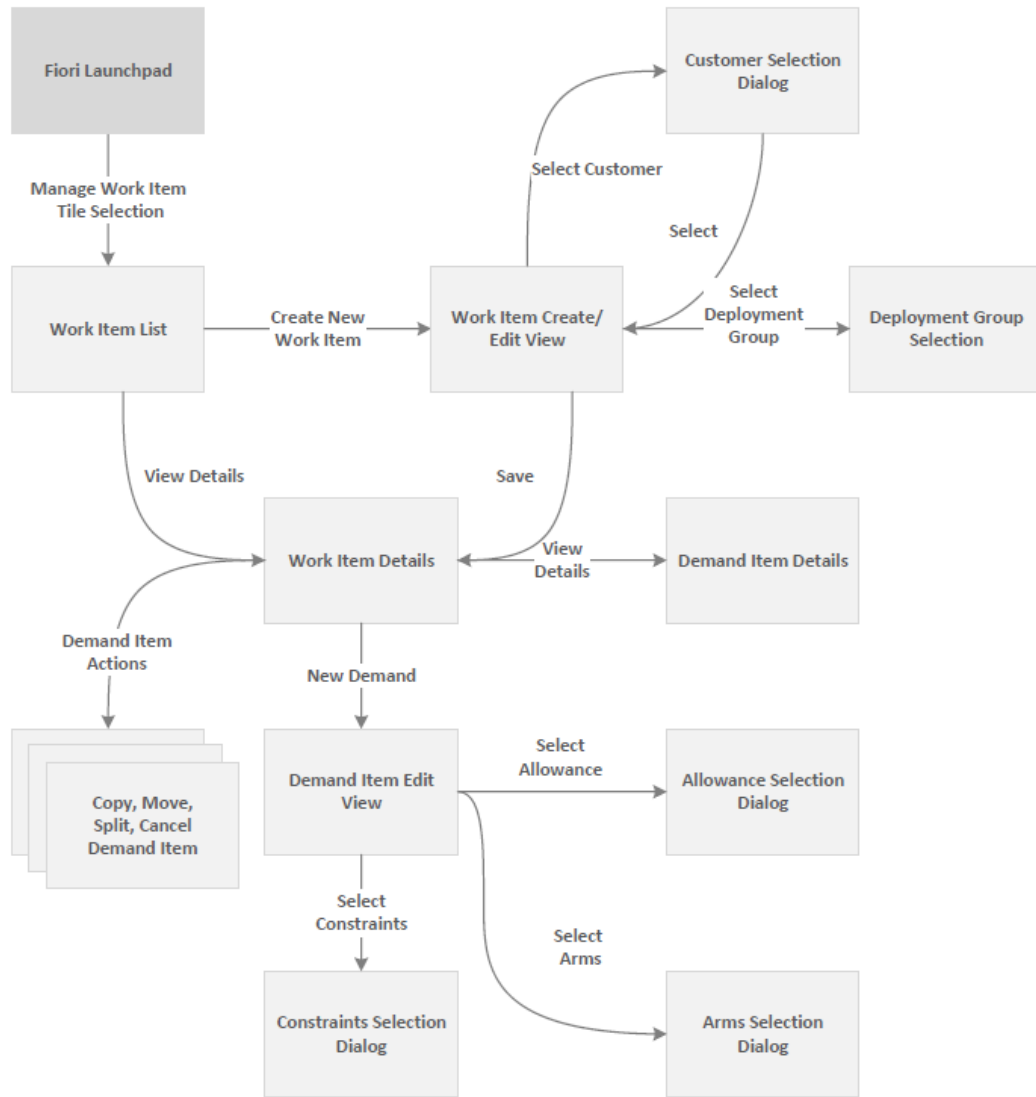 Fiori Launchpad
Customer Selection
Dialog
Select Customer
Manage Work Item
Tile Selection
Select
Work Item List
Create New
Work Item
Work Item Create/
Edit View
Select
Deployment
Group
Deployment Group
Selection
View Details
Save
Work Item Details
View
Details
Demand Item Details
Demand Item
Actions
New Demand
Copy, Move,
Split, Cancel
Demand Item
Demand Item Edit
View
Select
Allowance
Allowance Selection
Dialog
Select
Constraints
Select
Arms
Constraints Selection
Dialog
Arms Selection
Dialog